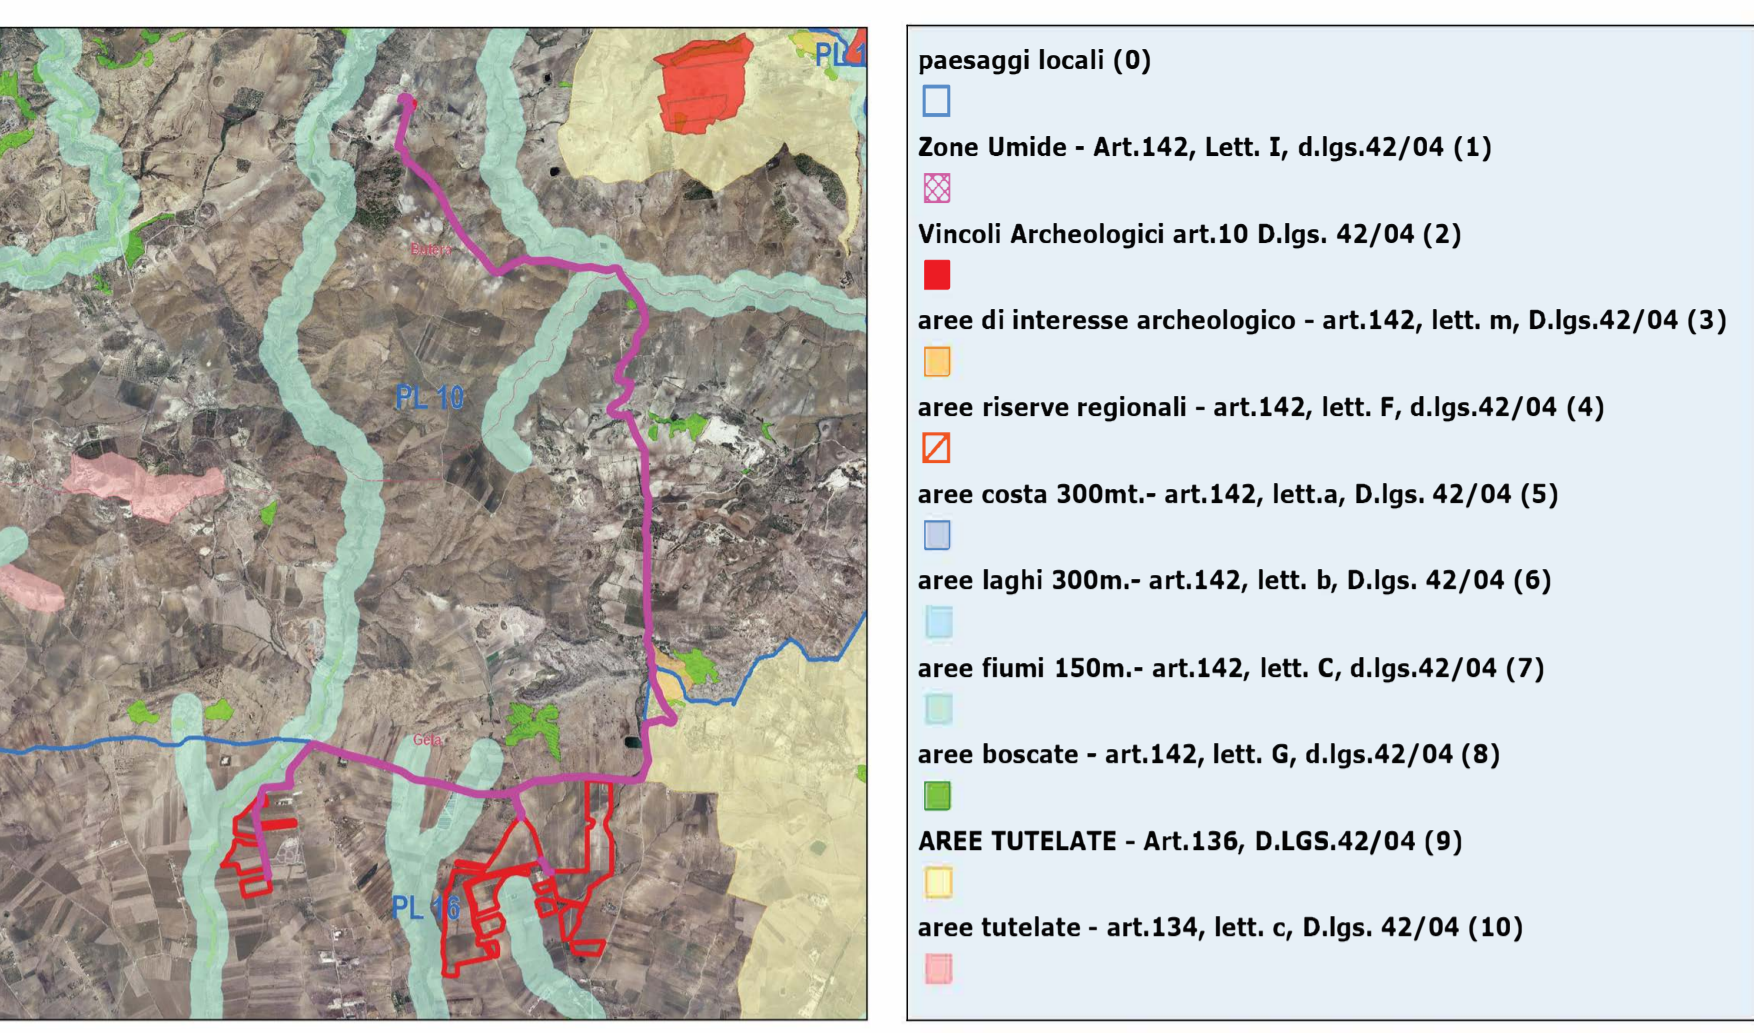 PL 1
Butera
PL 10
Gela
PL 16
paesaggi locali (0)
Zone Umide - Art.142, Lett. I, d.lgs.42/04 (1)
Vincoli Archeologici art.10 D.lgs. 42/04 (2)
aree di interesse archeologico - art.142, lett. m, D.lgs.42/04 (3)
aree riserve regionali - art.142, lett. F, d.lgs.42/04 (4)
aree costa 300mt.- art.142, lett.a, D.lgs. 42/04 (5)
aree laghi 300m.- art.142, lett. b, D.lgs. 42/04 (6)
aree fiumi 150m.- art.142, lett. C, d.lgs.42/04 (7)
aree boscate - art.142, lett. G, d.lgs.42/04 (8)
AREE TUTELATE - Art.136, D.LGS.42/04 (9)
aree tutelate - art.134, lett. c, D.lgs. 42/04 (10)